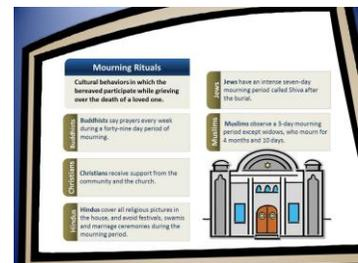 Mourning Rituals
Cultural behaviors in which the
bereaved participate while grieving
over the death of a loved one.
Buddhists
Buddhists say prayers every week
during a forty-nine day period of
mourning.
Christians
Christians receive support from the
community and the church.
Hindus
Hindus cover all religious pictures in
the house, and avoid festivals, swamis
and marriage ceremonies during the
mourning period.
Jews
Jews have an intense seven-day
mourning period called Shiva after
the burial.
Muslims
Muslims observe a 3-day mourning
period except widows, who mourn for
4 months and 10 days.